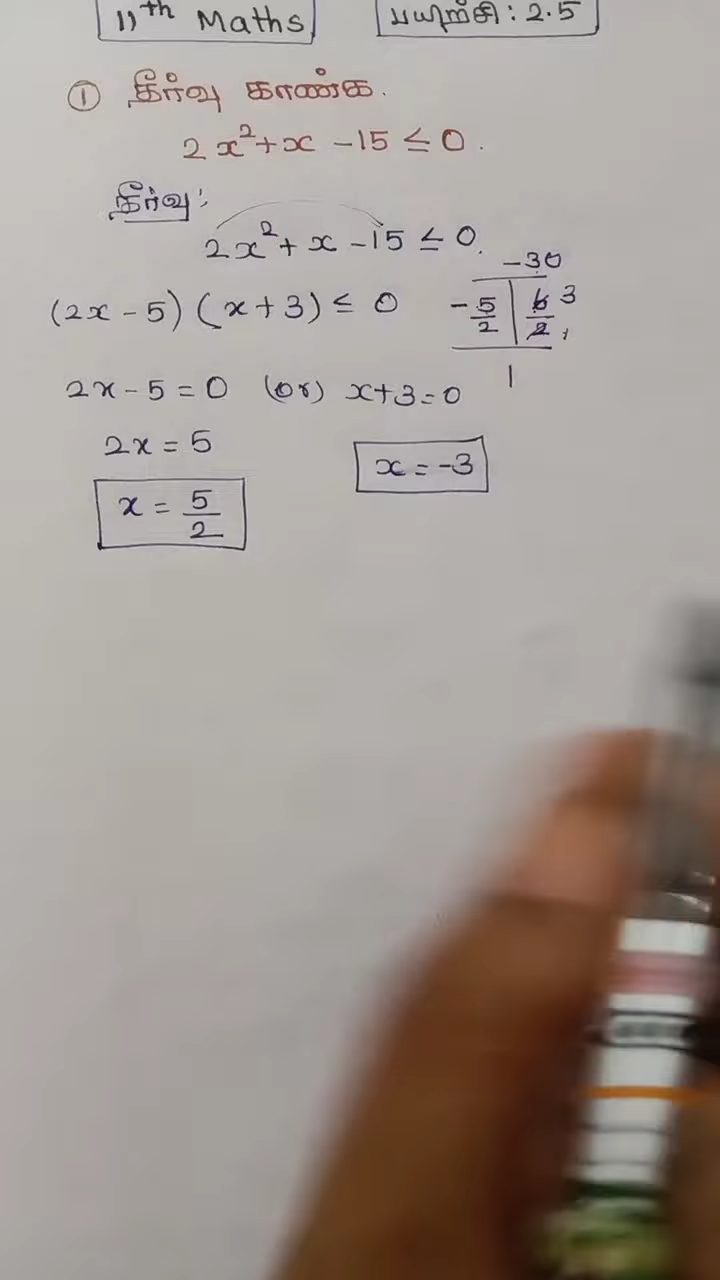 11th Maths
பயிற்சி : 2.5
① தீர்வு காண்க.
2x² + x - 15 ≤ 0.
தீர்வு:
2x² + x - 15 ≤ 0.
(2x - 5) (x + 3) ≤ 0
-30
-5/2 | 6/2 3 1
1
2x - 5 = 0 (or) x + 3 = 0
2x = 5
x = -3
x = 5/2